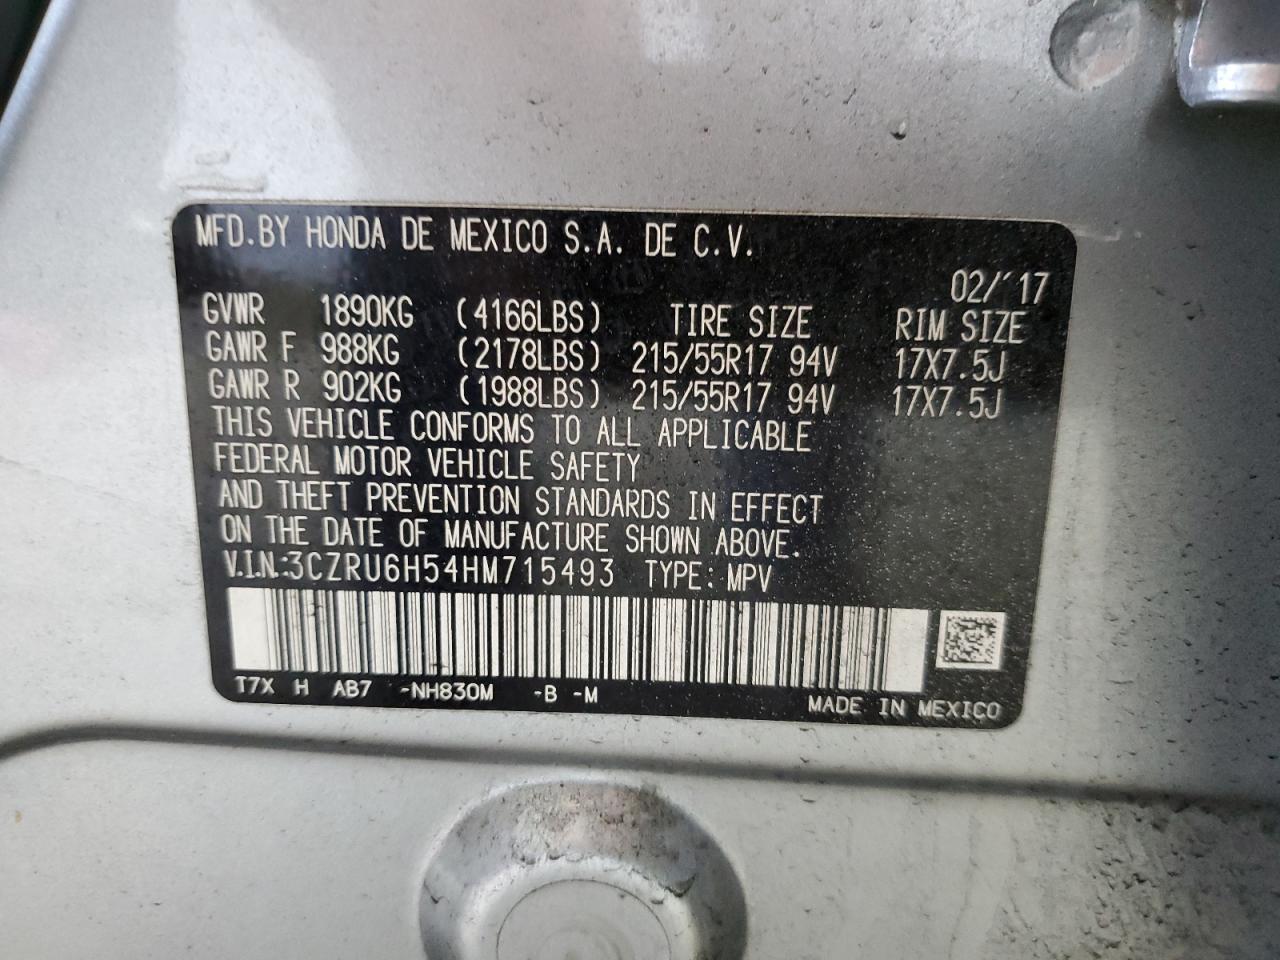 MFD.BY HONDA DE MEXICO S.A. DE C.V.
02/'17
GVWR 1890KG (4166LBS) TIRE SIZE RIM SIZE
GAWR F 988KG (2178LBS) 215/55R17 94V 17X7.5J
GAWR R 902KG (1988LBS) 215/55R17 94V 17X7.5J
THIS VEHICLE CONFORMS TO ALL APPLICABLE
FEDERAL MOTOR VEHICLE SAFETY
AND THEFT PREVENTION STANDARDS IN EFFECT
ON THE DATE OF MANUFACTURE SHOWN ABOVE.
V.I.N.:3CZRU6H54HM715493 TYPE: MPV
T7X H AB7 -NH830M -B -M MADE IN MEXICO